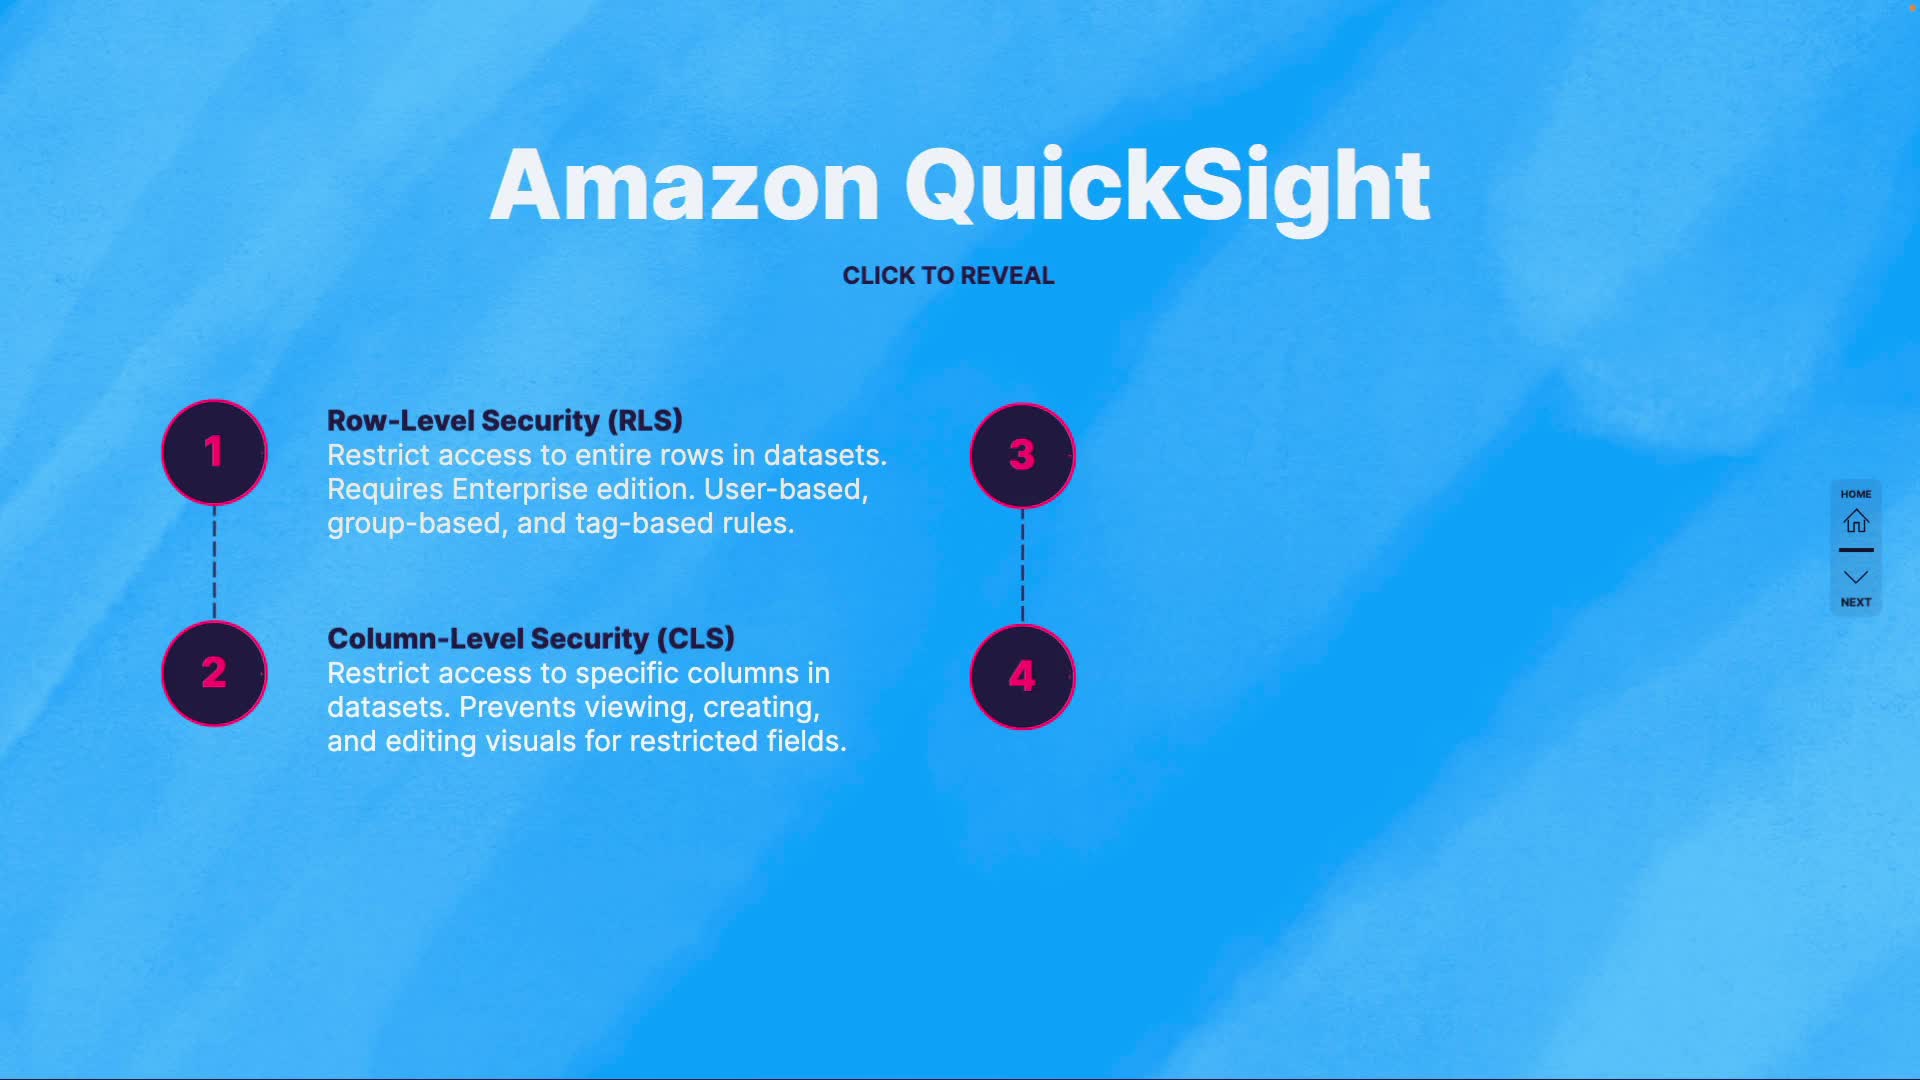 Amazon QuickSight
CLICK TO REVEAL
1
Row-Level Security (RLS)
Restrict access to entire rows in datasets.
Requires Enterprise edition. User-based,
group-based, and tag-based rules.
2
Column-Level Security (CLS)
Restrict access to specific columns in
datasets. Prevents viewing, creating,
and editing visuals for restricted fields.
3
4
HOME
NEXT